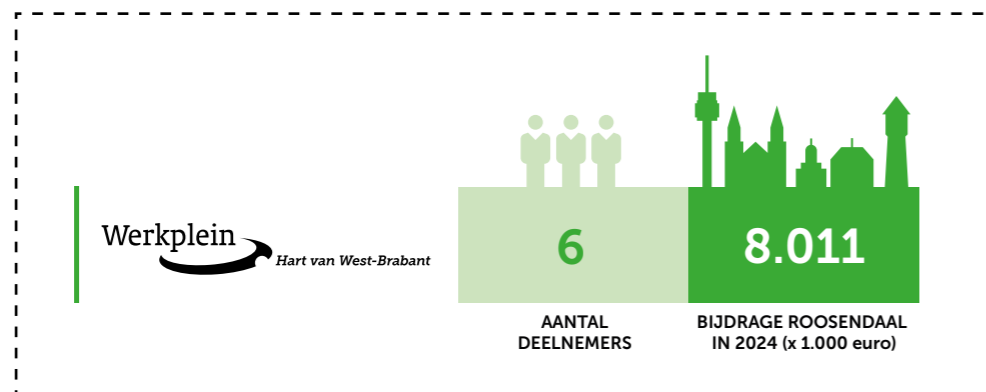 Werkplein
Hart van West-Brabant
6
8.011
AANTAL
DEELNEMERS
BIJDRAGE ROOSENDAAL
IN 2024 (x 1.000 euro)